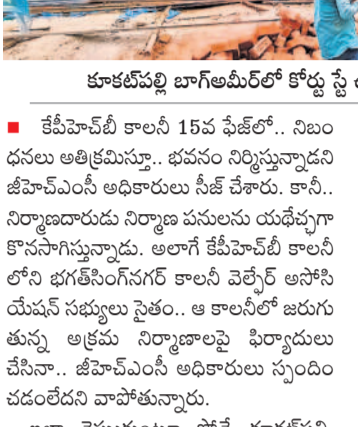 కూకట్‌పల్లి బాగ్‌అమీర్‌లో కోర్టు స్టే
■ కేపీహెచ్‌బీ కాలనీ 15వ ఫేజ్‌లో.. నిబం
ధనలు అతిక్రమిస్తూ.. భవనం నిర్మిస్తున్నాడని
జీహెచ్‌ఎంసీ అధికారులు సీజ్‌ చేశారు. కానీ..
నిర్మాణదారుడు నిర్మాణ పనులను యథేచ్ఛగా
కొనసాగిస్తున్నాడు. అలాగే కేపీహెచ్‌బీ కాలనీ
లోని భగత్‌సింగ్‌నగర్‌ కాలనీ వెల్ఫేర్‌ అసోసి
యేషన్‌ సభ్యులు సైతం.. ఆ కాలనీలో జరుగు
తున్న అక్రమ నిర్మాణాలపై ఫిర్యాదులు
చేసినా.. జీహెచ్‌ఎంసీ అధికారులు స్పందిం
చడంలేదని వాపోతున్నారు.